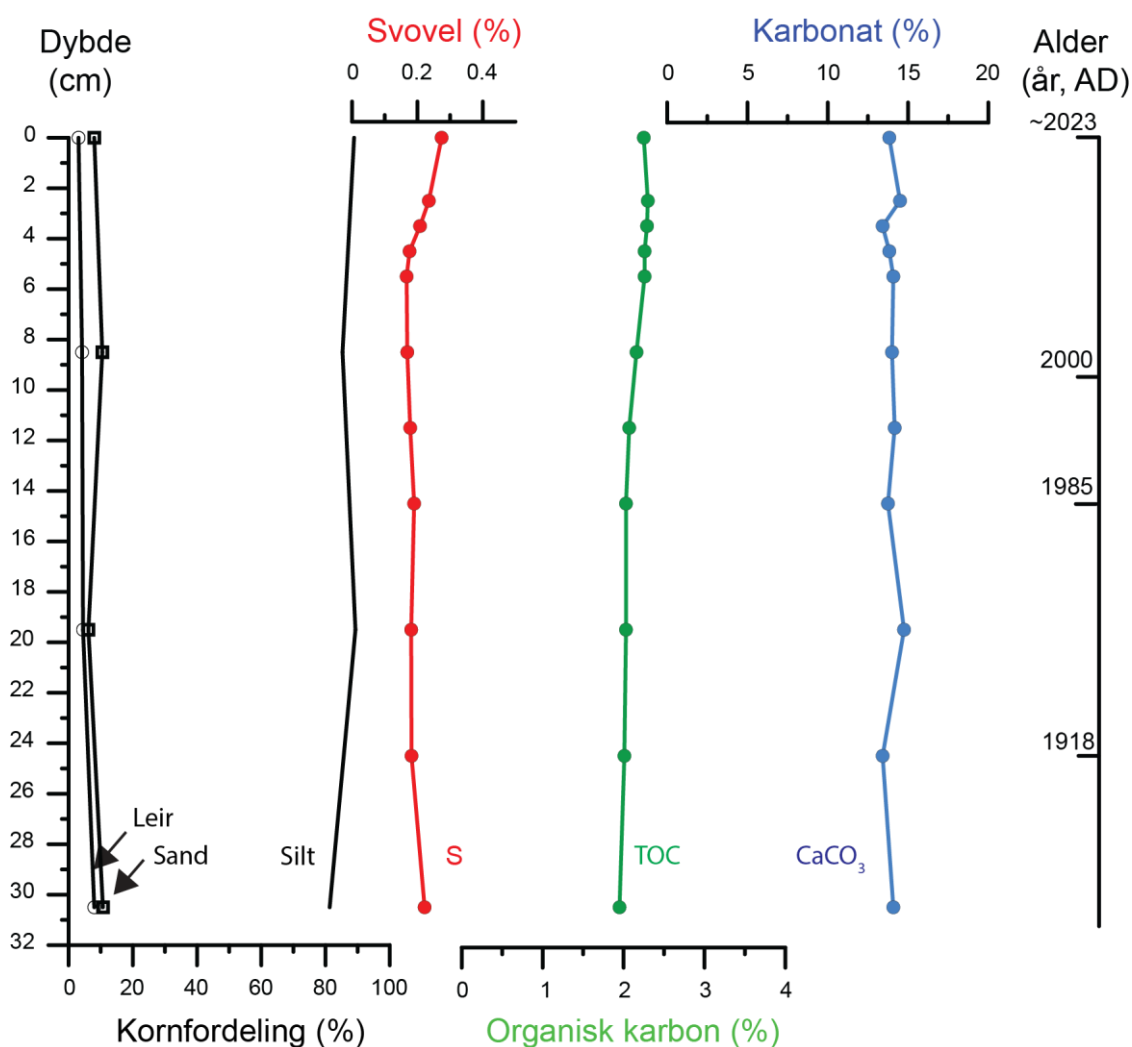 Dybde
(cm)
Svovel (%)
0 0.2 0.4
Karbonat (%)
0 5 10 15 20
Alder
(år, AD)
~2023
2000
1985
1918
0
2
4
6
8
10
12
14
16
18
20
22
24
26
28
30
32
Leir
Sand
Silt
S
TOC
CaCO₃
0 20 40 60 80 100
Kornfordeling (%)
0 1 2 3 4
Organisk karbon (%)